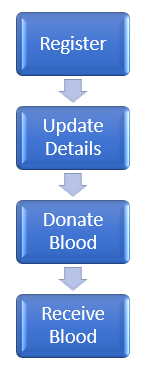 Register
Update
Details
Donate
Blood
Receive
Blood